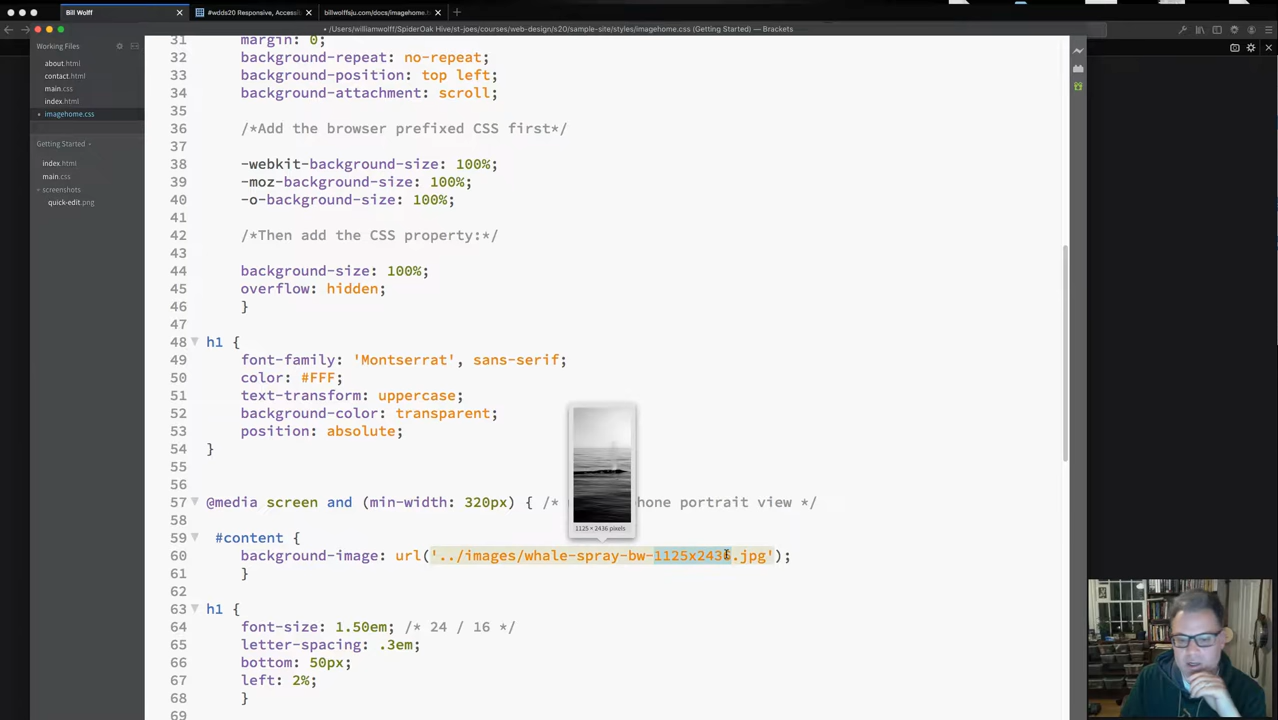 Bill Wolff
#wdds20 Responsive, Accessi
billwolffsju.com/docs/imagehome.
/Users/williamwolff/SpiderOak Hive/st-joes/courses/web-design/s20/sample-site/styles/imagehome.css (Getting Started) — Brackets
Working Files
about.html
contact.html
main.css
index.html
imagehome.css
Getting Started
index.html
main.css
screenshots
quick-edit.png
31 margin: 0;
32 background-repeat: no-repeat;
33 background-position: top left;
34 background-attachment: scroll;
35
36 /*Add the browser prefixed CSS first*/
37
38 -webkit-background-size: 100%;
39 -moz-background-size: 100%;
40 -o-background-size: 100%;
41
42 /*Then add the CSS property:*/
43
44 background-size: 100%;
45 overflow: hidden;
46 }
47
48 h1 {
49 font-family: 'Montserrat', sans-serif;
50 color: #FFF;
51 text-transform: uppercase;
52 background-color: transparent;
53 position: absolute;
54 }
55
56
1125 × 2436 pixels
57 @media screen and (min-width: 320px) { /* hone portrait view */
58
59 #content {
60 background-image: url('../images/whale-spray-bw-1125x2436.jpg');
61 }
62
63 h1 {
64 font-size: 1.50em; /* 24 / 16 */
65 letter-spacing: .3em;
66 bottom: 50px;
67 left: 2%;
68 }
69